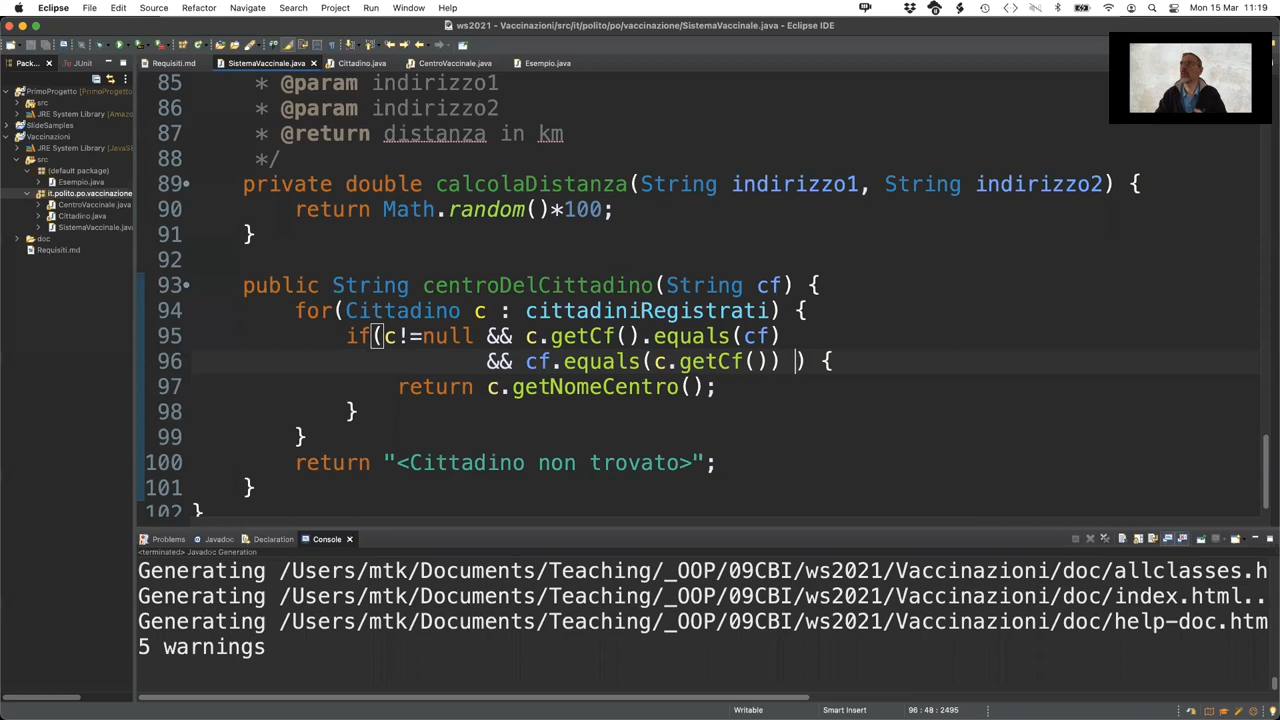 Eclipse File Edit Source Refactor Navigate Search Project Run Window Help Mon 15 Mar 11:19
ws2021 - Vaccinazioni/src/it/polito/po/vaccinazione/SistemaVaccinale.java - Eclipse IDE
Pack... JUnit
Requisiti.md SistemaVaccinale.java Cittadino.java CentroVaccinale.java Esempio.java
PrimoProgetto [PrimoProg
src
JRE System Library [Amaz
SlideSamples
Vaccinazioni
JRE System Library [JavaS
src
(default package)
Esempio.java
it.polito.po.vaccinazione
CentroVaccinale.java
Cittadino.java
SistemaVaccinale.java
doc
Requisiti.md
85 * @param indirizzo1
86 * @param indirizzo2
87 * @return distanza in km
88 */
89 private double calcolaDistanza(String indirizzo1, String indirizzo2) {
90 return Math.random()*100;
91 }
92
93 public String centroDelCittadino(String cf) {
94 for(Cittadino c : cittadiniRegistrati) {
95 if(c!=null && c.getCf().equals(cf)
96 && cf.equals(c.getCf()) ) {
97 return c.getNomeCentro();
98 }
99 }
100 return "<Cittadino non trovato>";
101 }
102 }
Problems Javadoc Declaration Console
<terminated> Javadoc Generation
Generating /Users/mtk/Documents/Teaching/_OOP/09CBI/ws2021/Vaccinazioni/doc/allclasses.h
Generating /Users/mtk/Documents/Teaching/_OOP/09CBI/ws2021/Vaccinazioni/doc/index.html..
Generating /Users/mtk/Documents/Teaching/_OOP/09CBI/ws2021/Vaccinazioni/doc/help-doc.htm
5 warnings
Writable Smart Insert 96 : 48 : 2495